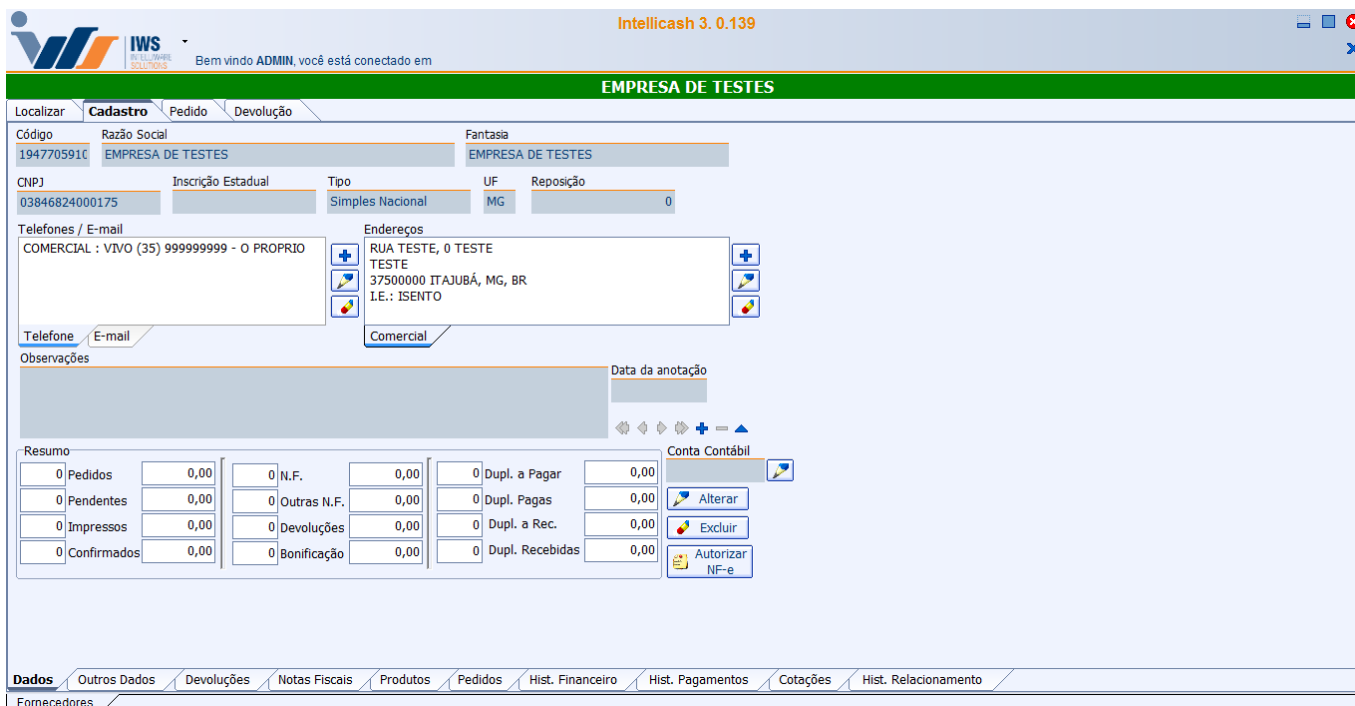 Intellicash 3. 0.139
IWS
INTELLIWARE
SOLUTIONS
Bem vindo ADMIN, você está conectado em
EMPRESA DE TESTES
Localizar Cadastro Pedido Devolução
Código Razão Social Fantasia
1947705910 EMPRESA DE TESTES EMPRESA DE TESTES
CNPJ Inscrição Estadual Tipo UF Reposição
03846824000175 Simples Nacional MG 0
Telefones / E-mail Endereços
COMERCIAL : VIVO (35) 999999999 - O PROPRIO RUA TESTE, 0 TESTE
TESTE
37500000 ITAJUBÁ, MG, BR
I.E.: ISENTO
Telefone E-mail Comercial
Observações
Data da anotação
Resumo Conta Contábil
0 Pedidos 0,00 0 N.F. 0,00 0 Dupl. a Pagar 0,00
0 Pendentes 0,00 0 Outras N.F. 0,00 0 Dupl. Pagas 0,00 Alterar
0 Impressos 0,00 0 Devoluções 0,00 0 Dupl. a Rec. 0,00 Excluir
0 Confirmados 0,00 0 Bonificação 0,00 0 Dupl. Recebidas 0,00 Autorizar
NF-e
Dados Outros Dados Devoluções Notas Fiscais Produtos Pedidos Hist. Financeiro Hist. Pagamentos Cotações Hist. Relacionamento
Fornecedores